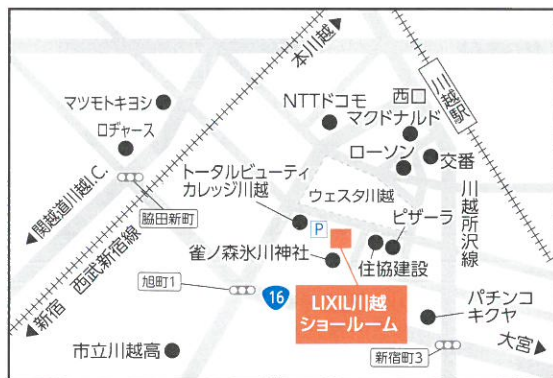 本川越
マツモトキヨシ
ロヂャース
関越道川越I.C.
脇田新町
新宿 西武新宿線
旭町1
市立川越高
NTTドコモ
西口
マクドナルド
川越駅
ローソン
交番
川越所沢線
トータルビューティ
カレッジ川越
ウェスタ川越
P
ピザーラ
雀ノ森氷川神社
住協建設
16
LIXIL川越
ショールーム
パチンコ
キクヤ
新宿町3
大宮